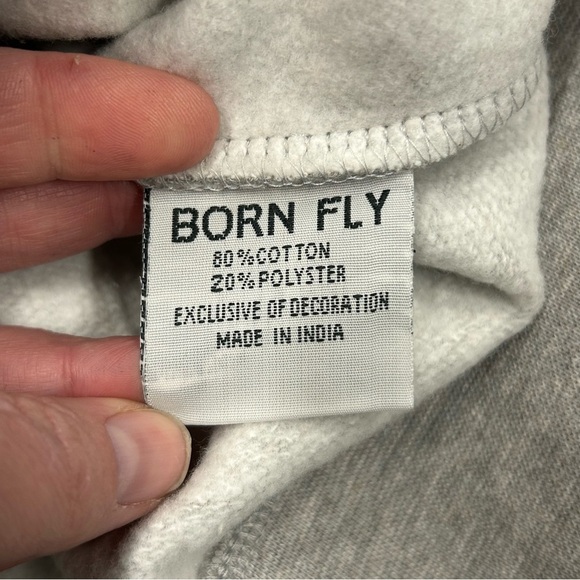 BORN FLY
80%COTTON
20%POLYSTER
EXCLUSIVE OF DECORATION
MADE IN INDIA